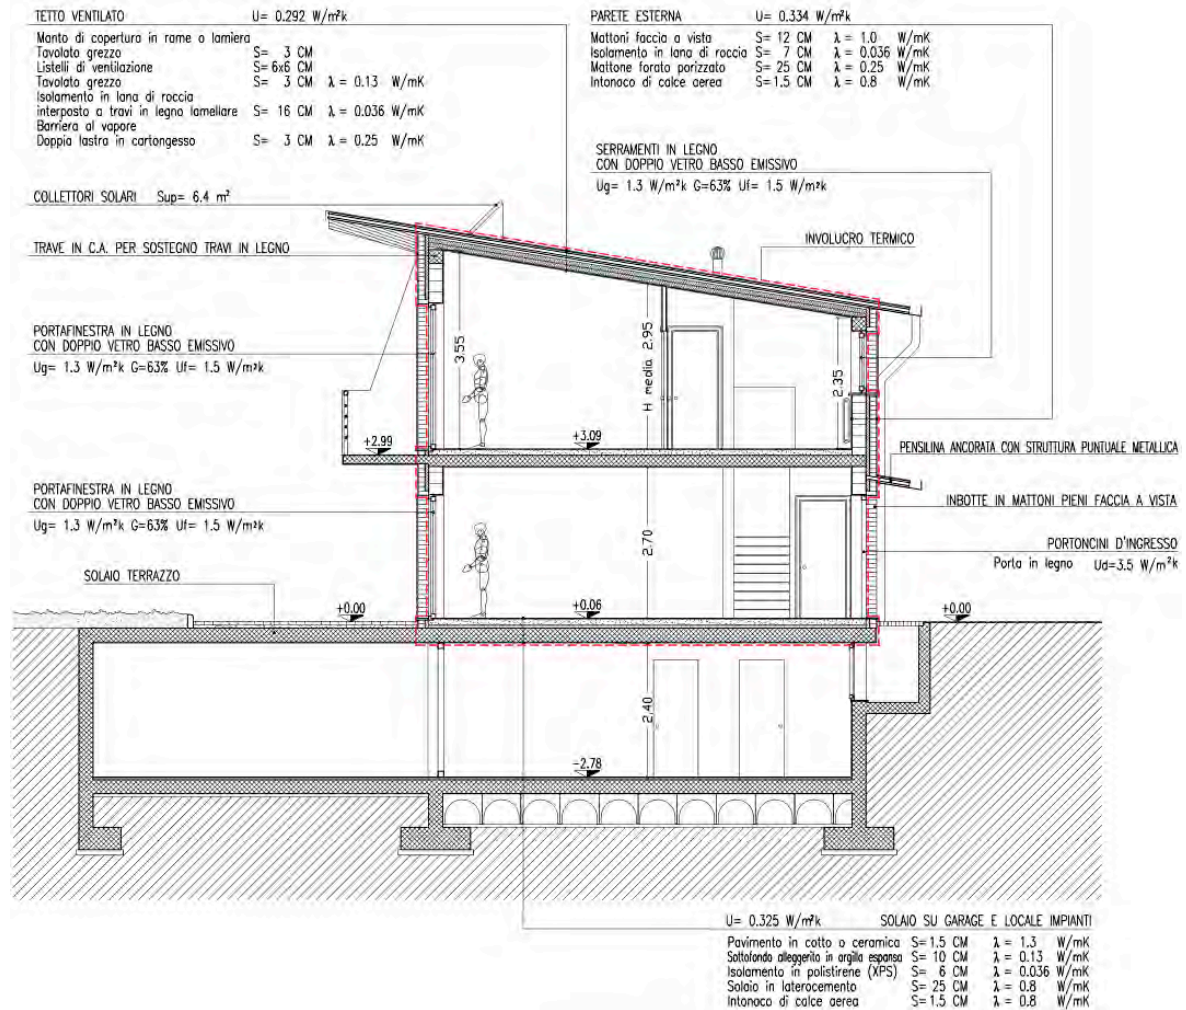 TETTO VENTILATO U= 0.292 W/m²k
Manto di copertura in rame o lamiera
Tavolato grezzo S= 3 CM
Listelli di ventilazione S= 6x6 CM
Tavolato grezzo S= 3 CM λ = 0.13 W/mK
Isolamento in lana di roccia
interposto a travi in legno lamellare S= 16 CM λ = 0.036 W/mK
Barriera al vapore
Doppia lastra in cartongesso S= 3 CM λ = 0.25 W/mK
PARETE ESTERNA U= 0.334 W/m²k
Mattoni faccia a vista S= 12 CM λ = 1.0 W/mK
Isolamento in lana di roccia S= 7 CM λ = 0.036 W/mK
Mattone forato porizzato S= 25 CM λ = 0.25 W/mK
Intonaco di calce aerea S= 1.5 CM λ = 0.8 W/mK
SERRAMENTI IN LEGNO
CON DOPPIO VETRO BASSO EMISSIVO
Ug= 1.3 W/m²k G=63% Uf= 1.5 W/m²k
COLLETTORI SOLARI Sup= 6.4 m²
TRAVE IN C.A. PER SOSTEGNO TRAVI IN LEGNO
INVOLUCRO TERMICO
PORTAFINESTRA IN LEGNO
CON DOPPIO VETRO BASSO EMISSIVO
Ug= 1.3 W/m²k G=63% Uf= 1.5 W/m²k
3.55
H media 2.95
2.35
+2.99
+3.09
PENSILINA ANCORATA CON STRUTTURA PUNTUALE METALLICA
PORTAFINESTRA IN LEGNO
CON DOPPIO VETRO BASSO EMISSIVO
Ug= 1.3 W/m²k G=63% Uf= 1.5 W/m²k
INBOTTE IN MATTONI PIENI FACCIA A VISTA
2.70
PORTONCINI D'INGRESSO
Porta in legno Ud=3.5 W/m²k
SOLAIO TERRAZZO
+0.00
+0.06
+0.00
2.40
-2.78
U= 0.325 W/m²k SOLAIO SU GARAGE E LOCALE IMPIANTI
Pavimento in cotto o ceramica S= 1.5 CM λ = 1.3 W/mK
Sottofondo alleggerito in argilla espansa S= 10 CM λ = 0.13 W/mK
Isolamento in polistirene (XPS) S= 6 CM λ = 0.036 W/mK
Solaio in laterocemento S= 25 CM λ = 0.8 W/mK
Intonaco di calce aerea S= 1.5 CM λ = 0.8 W/mK